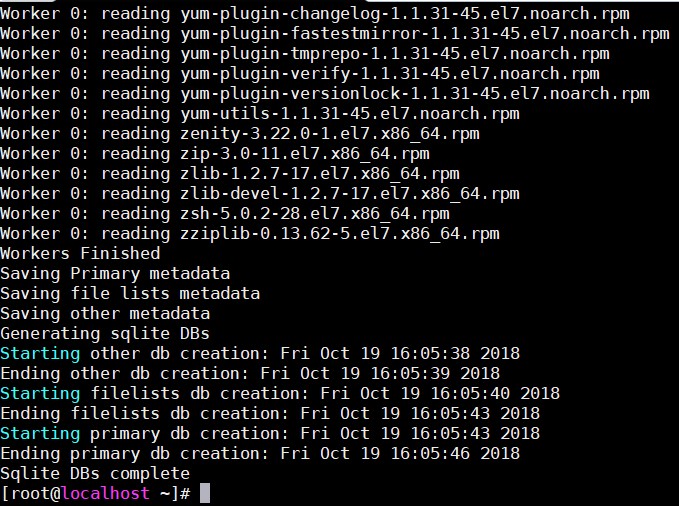 Worker 0: reading yum-plugin-changelog-1.1.31-45.el7.noarch.rpm
Worker 0: reading yum-plugin-fastestmirror-1.1.31-45.el7.noarch.rpm
Worker 0: reading yum-plugin-tmprepo-1.1.31-45.el7.noarch.rpm
Worker 0: reading yum-plugin-verify-1.1.31-45.el7.noarch.rpm
Worker 0: reading yum-plugin-versionlock-1.1.31-45.el7.noarch.rpm
Worker 0: reading yum-utils-1.1.31-45.el7.noarch.rpm
Worker 0: reading zenity-3.22.0-1.el7.x86_64.rpm
Worker 0: reading zip-3.0-11.el7.x86_64.rpm
Worker 0: reading zlib-1.2.7-17.el7.x86_64.rpm
Worker 0: reading zlib-devel-1.2.7-17.el7.x86_64.rpm
Worker 0: reading zsh-5.0.2-28.el7.x86_64.rpm
Worker 0: reading zziplib-0.13.62-5.el7.x86_64.rpm
Workers Finished
Saving Primary metadata
Saving file lists metadata
Saving other metadata
Generating sqlite DBs
Starting other db creation: Fri Oct 19 16:05:38 2018
Ending other db creation: Fri Oct 19 16:05:39 2018
Starting filelists db creation: Fri Oct 19 16:05:40 2018
Ending filelists db creation: Fri Oct 19 16:05:43 2018
Starting primary db creation: Fri Oct 19 16:05:43 2018
Ending primary db creation: Fri Oct 19 16:05:46 2018
Sqlite DBs complete
[root@localhost ~]#